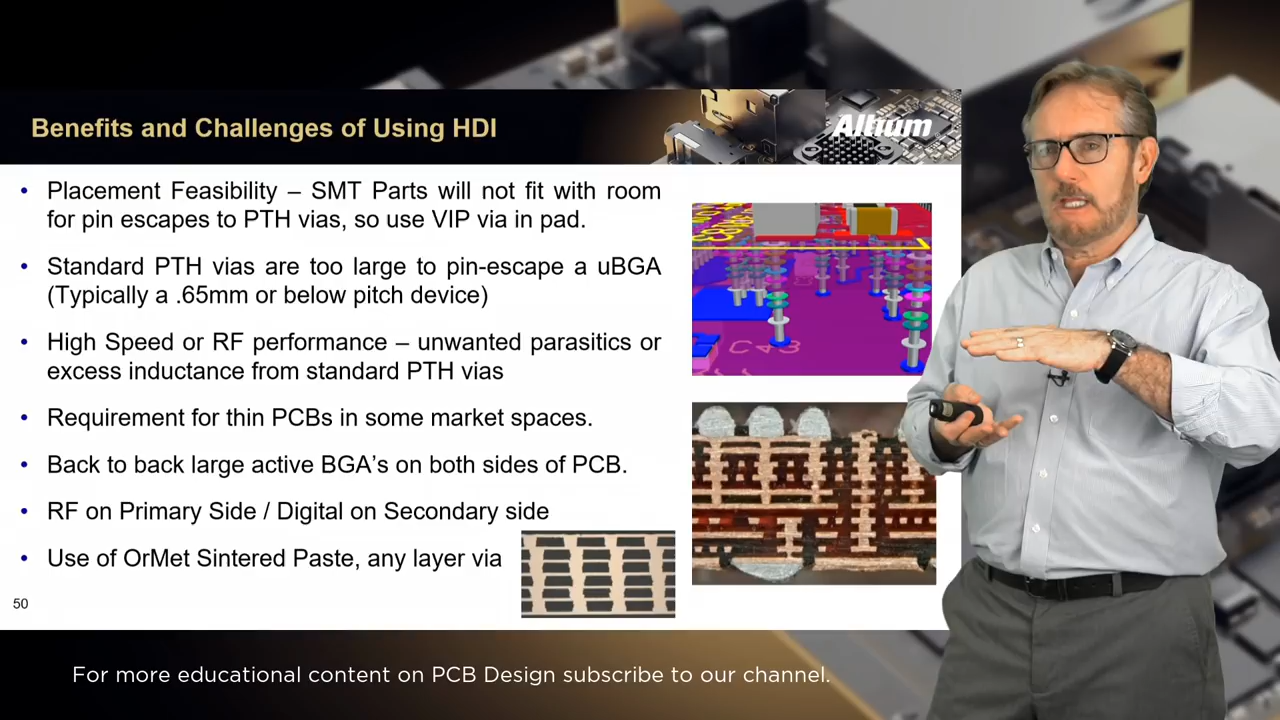 Benefits and Challenges of Using HDI
Altium
• Placement Feasibility – SMT Parts will not fit with room
for pin escapes to PTH vias, so use VIP via in pad.
• Standard PTH vias are too large to pin-escape a uBGA
(Typically a .65mm or below pitch device)
• High Speed or RF performance – unwanted parasitics or
excess inductance from standard PTH vias
• Requirement for thin PCBs in some market spaces.
• Back to back large active BGA's on both sides of PCB.
• RF on Primary Side / Digital on Secondary side
• Use of OrMet Sintered Paste, any layer via
50
For more educational content on PCB Design subscribe to our channel.